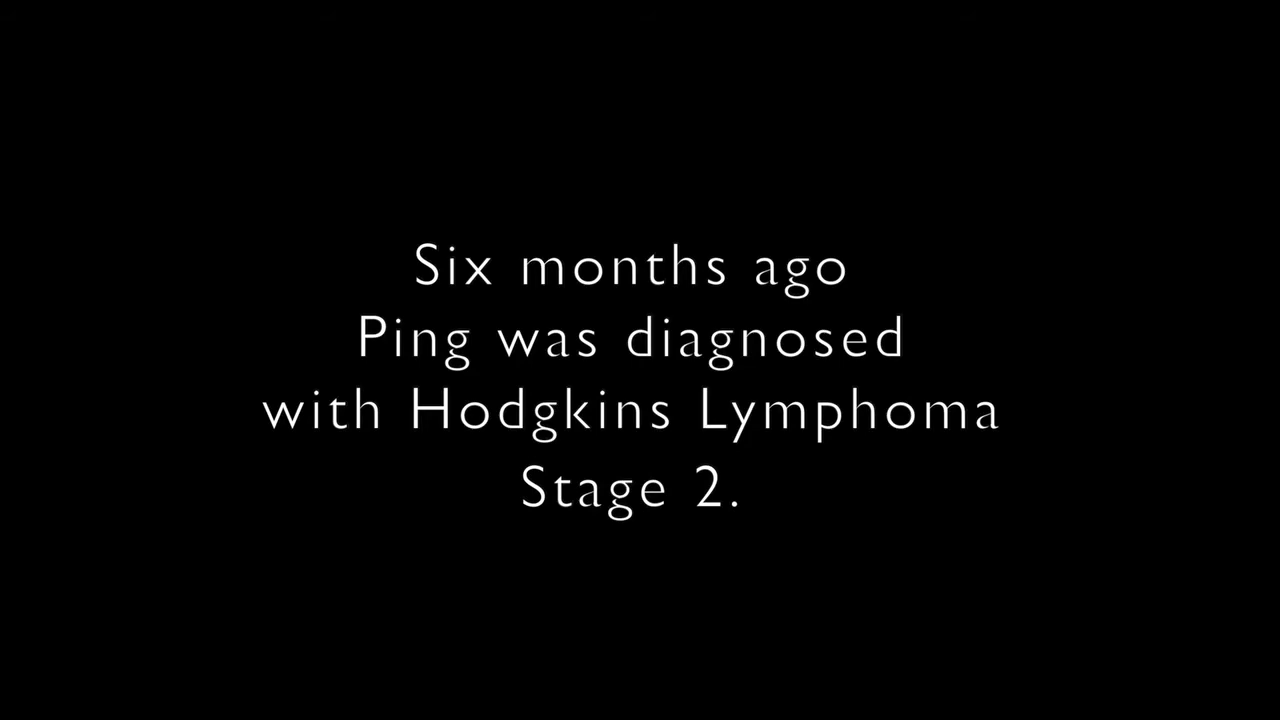 Six months ago
Ping was diagnosed
with Hodgkins Lymphoma
Stage 2.